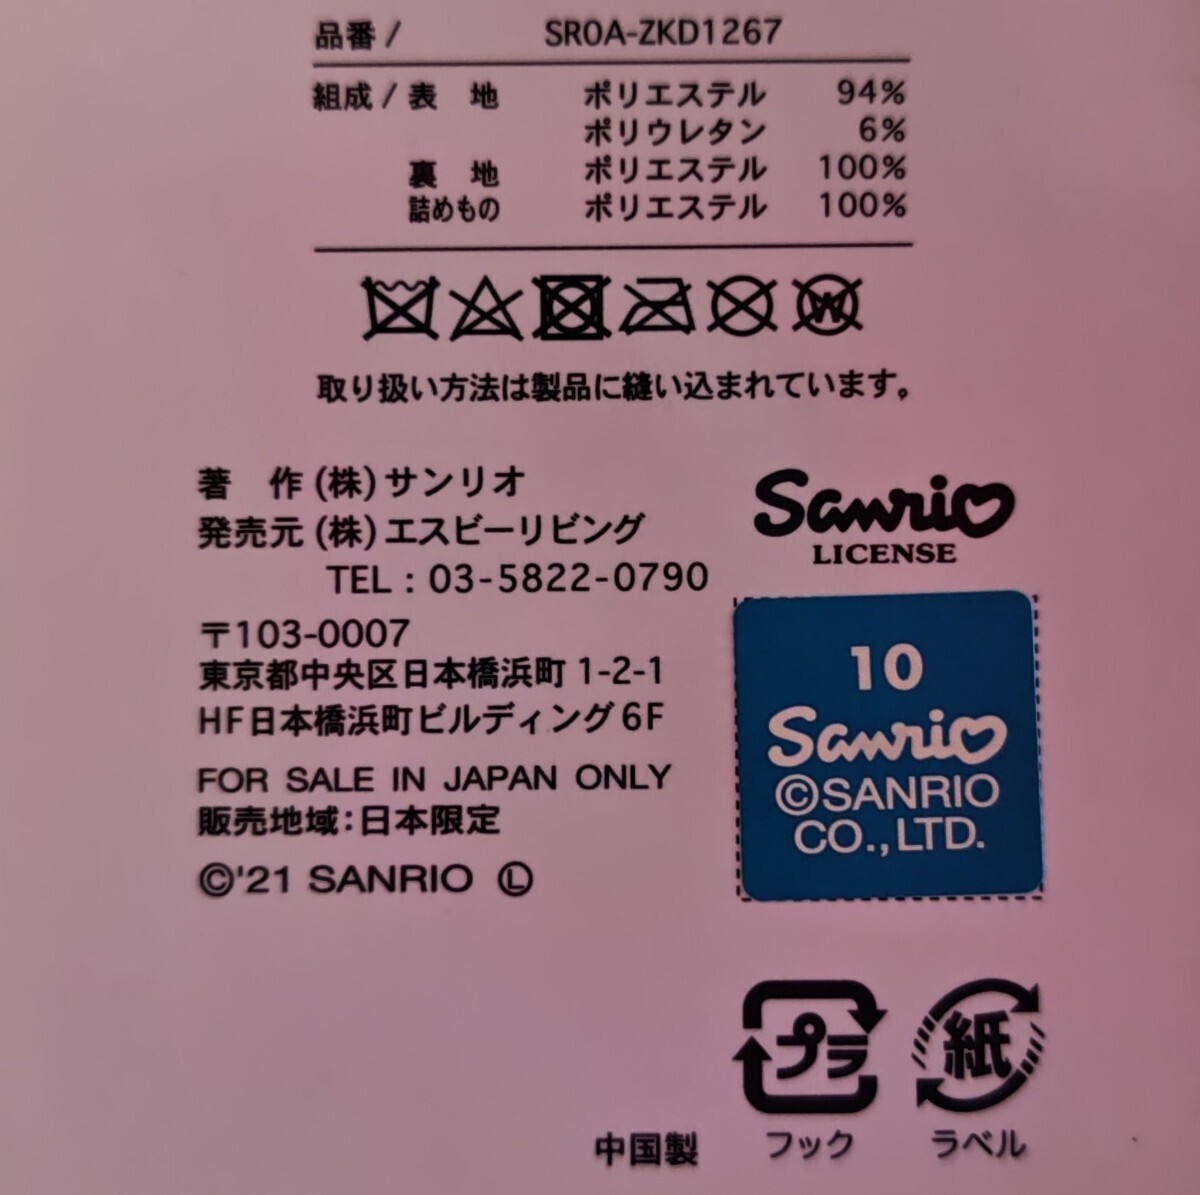 品番 / SR0A-ZKD1267
組成 / 表 地 ポリエステル 94%
ポリウレタン 6%
裏 地 ポリエステル 100%
詰めもの ポリエステル 100%
W
取り扱い方法は製品に縫い込まれています。
著 作 (株) サンリオ
発売元 (株) エスビーリビング
TEL : 03-5822-0790
〒103-0007
東京都中央区日本橋浜町 1-2-1
HF日本橋浜町ビルディング 6F
FOR SALE IN JAPAN ONLY
販売地域:日本限定
©'21 SANRIO Ⓛ
Sanrio
LICENSE
10
Sanrio
©SANRIO
CO.,LTD.
プラ
紙
中国製 フック ラベル